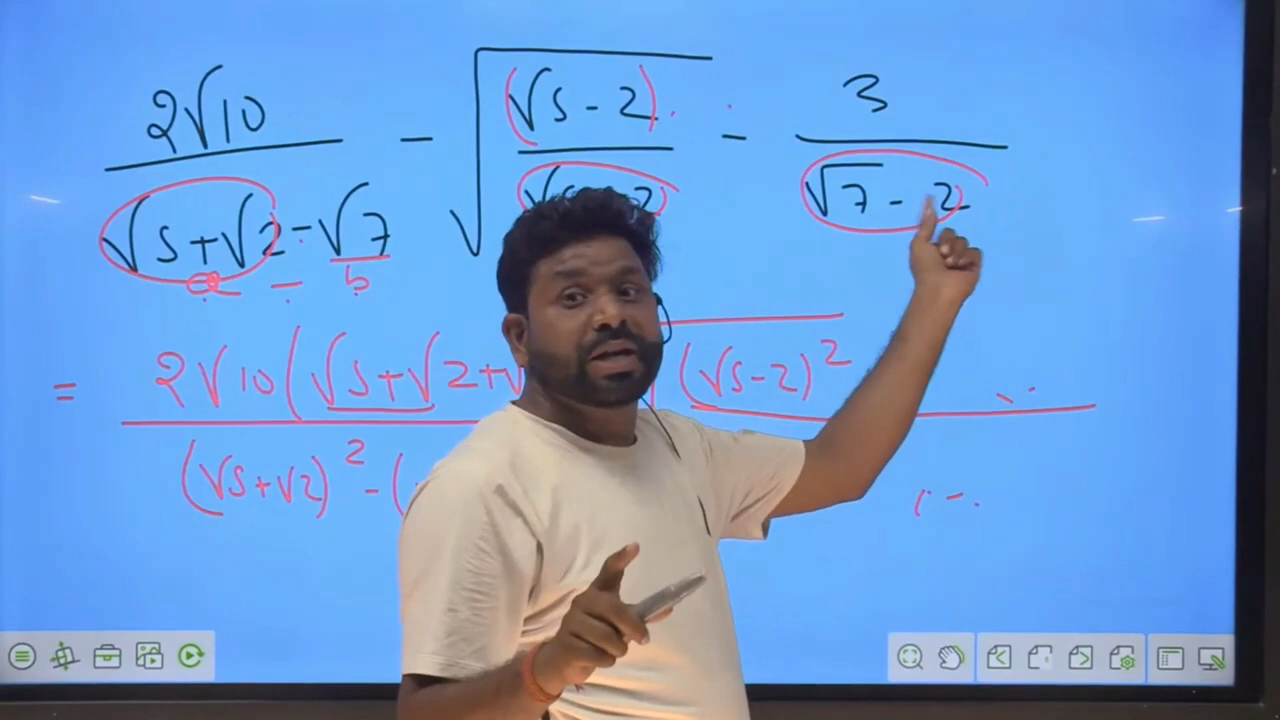 2√10 / (√5+√2-√7) - √((√5-2) / (√5+2)) - 3 / (√7-2)
a - b
= 2√10(√5+√2+√ (√5-2)²
(√5+√2)² - (